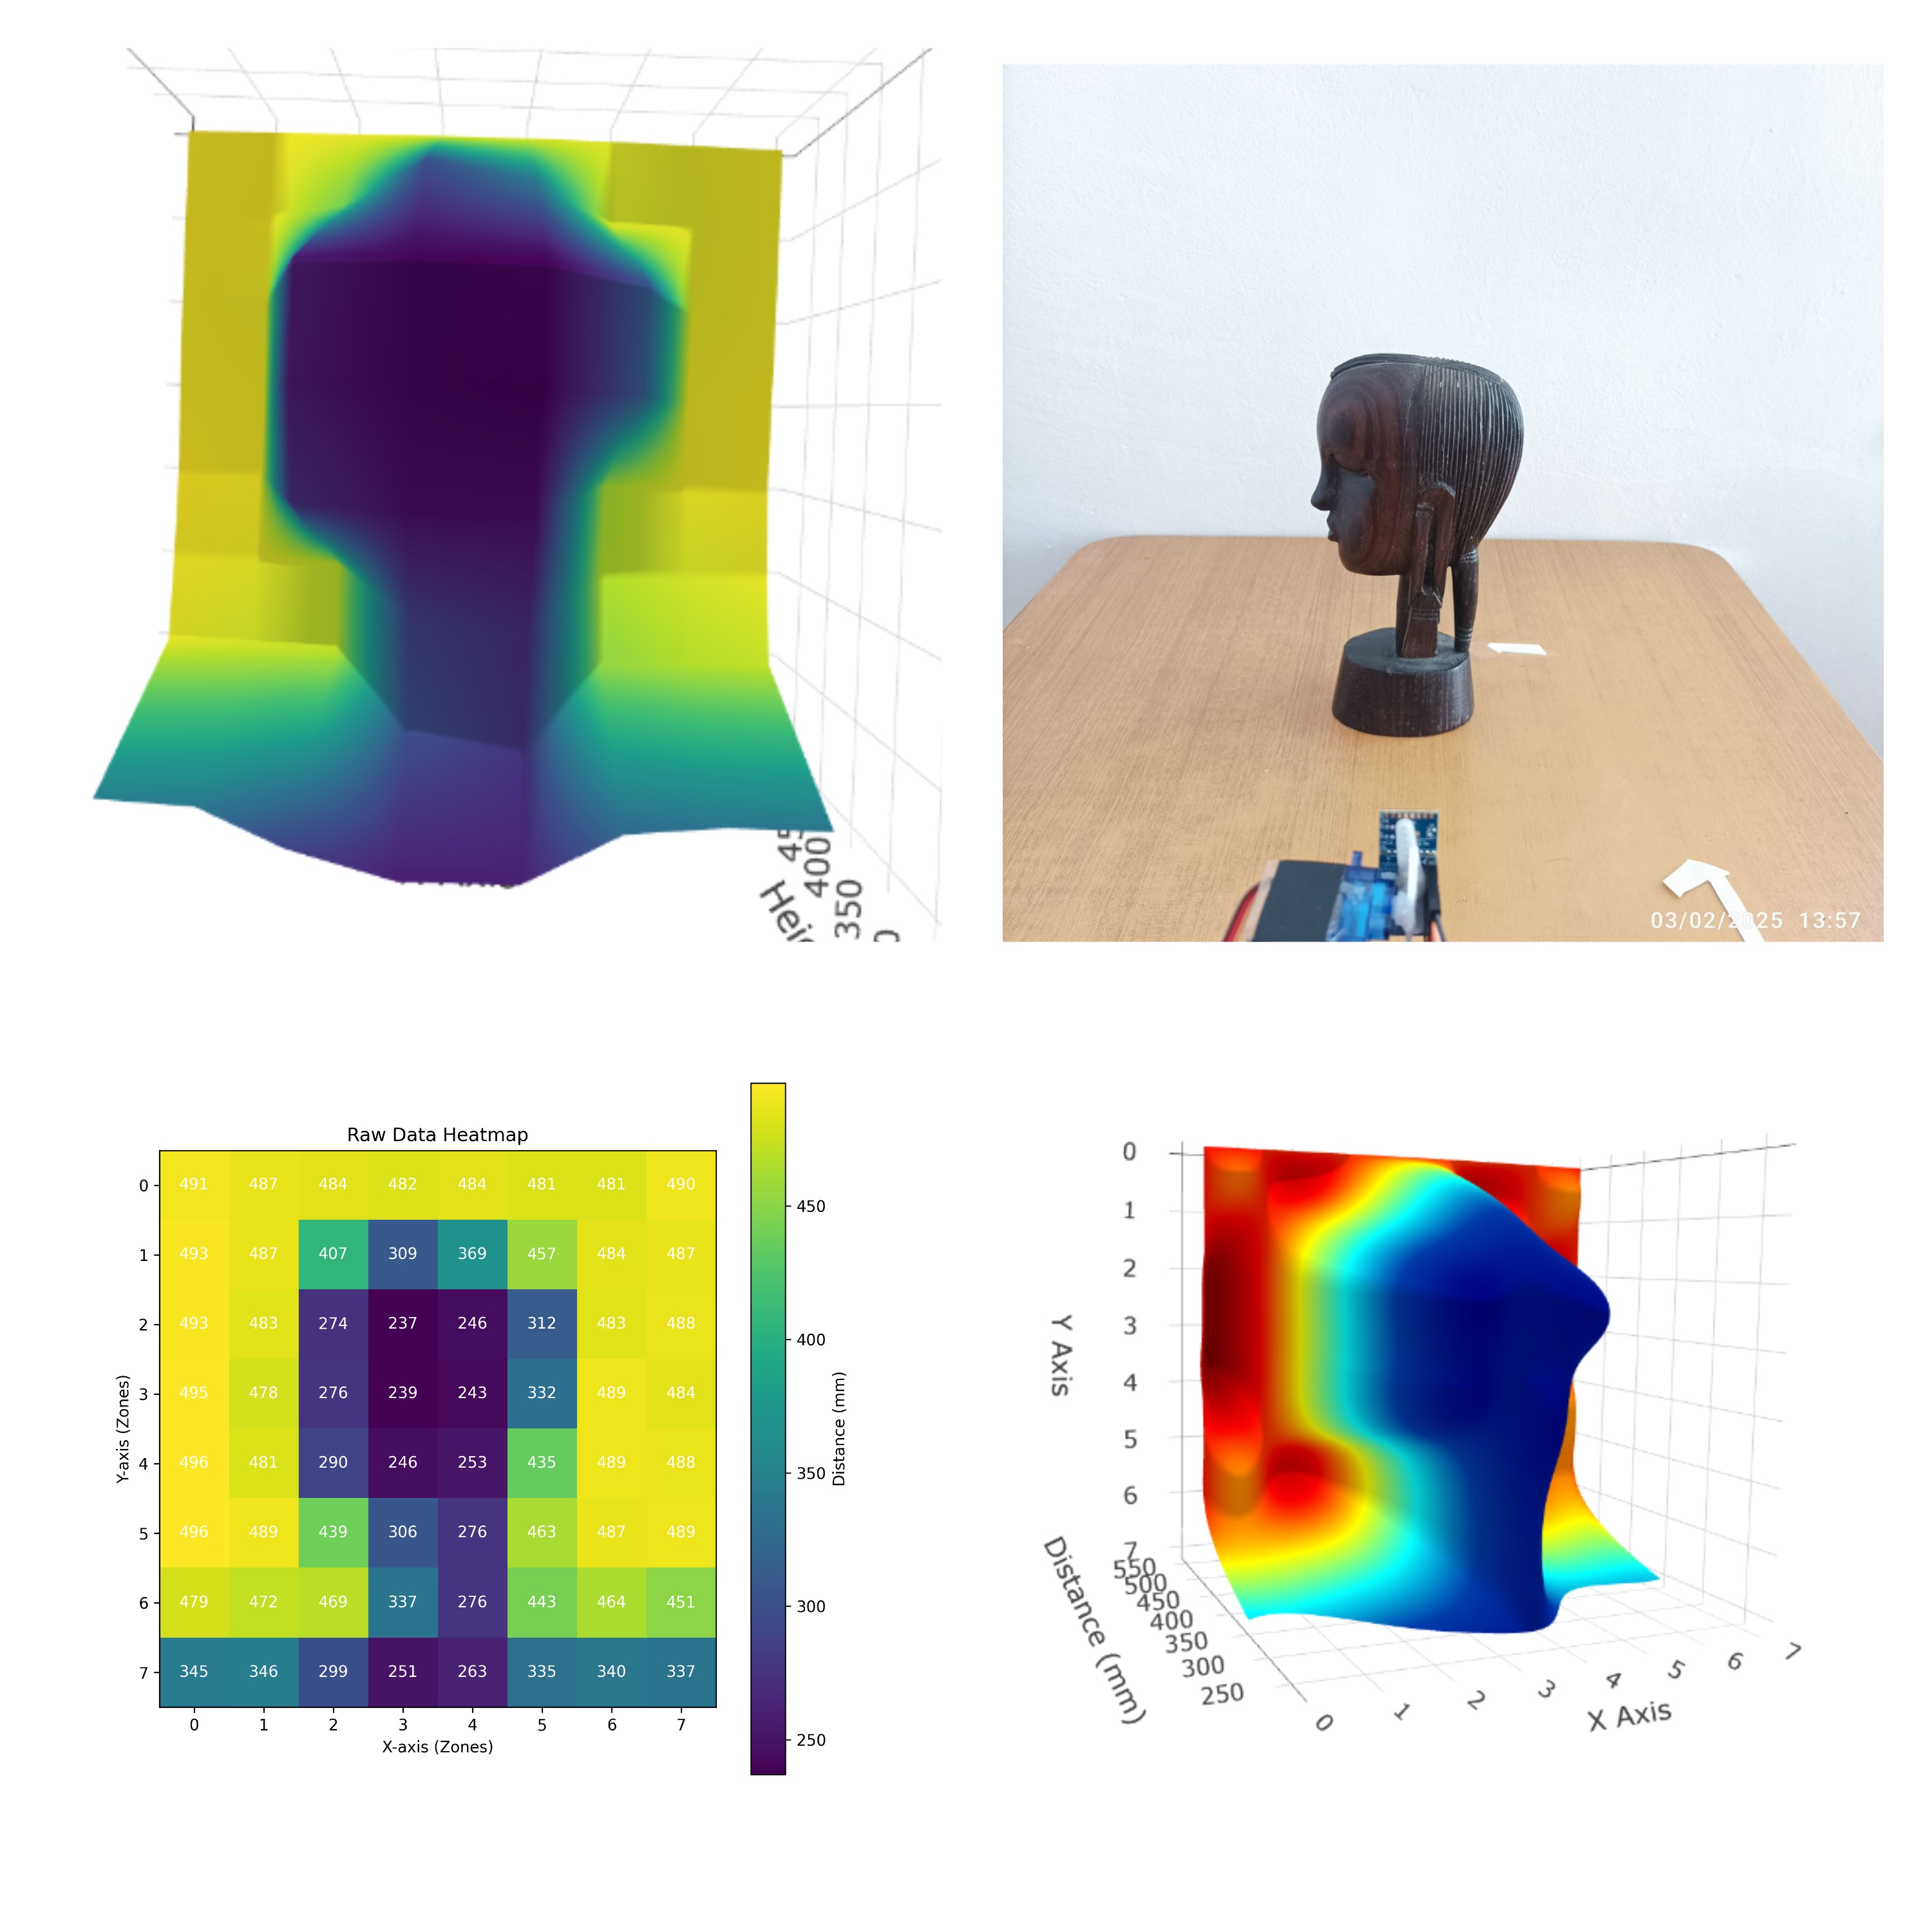 45
400
350
0
03/02/2025 13:57
Raw Data Heatmap
0 491 487 484 482 484 481 481 490
1 493 487 407 309 369 457 484 487
2 493 483 274 237 246 312 483 488
3 495 478 276 239 243 332 489 484
4 496 481 290 246 253 435 489 488
5 496 489 439 306 276 463 487 489
6 479 472 469 337 276 443 464 451
7 345 346 299 251 263 335 340 337
0 1 2 3 4 5 6 7
X-axis (Zones)
Y-axis (Zones)
450
400
350
300
250
Distance (mm)
0
1
2
3
4
5
6
7
Y Axis
550
500
450
400
350
300
250
Distance (mm)
0 1 2 3 4 5 6 7
X Axis